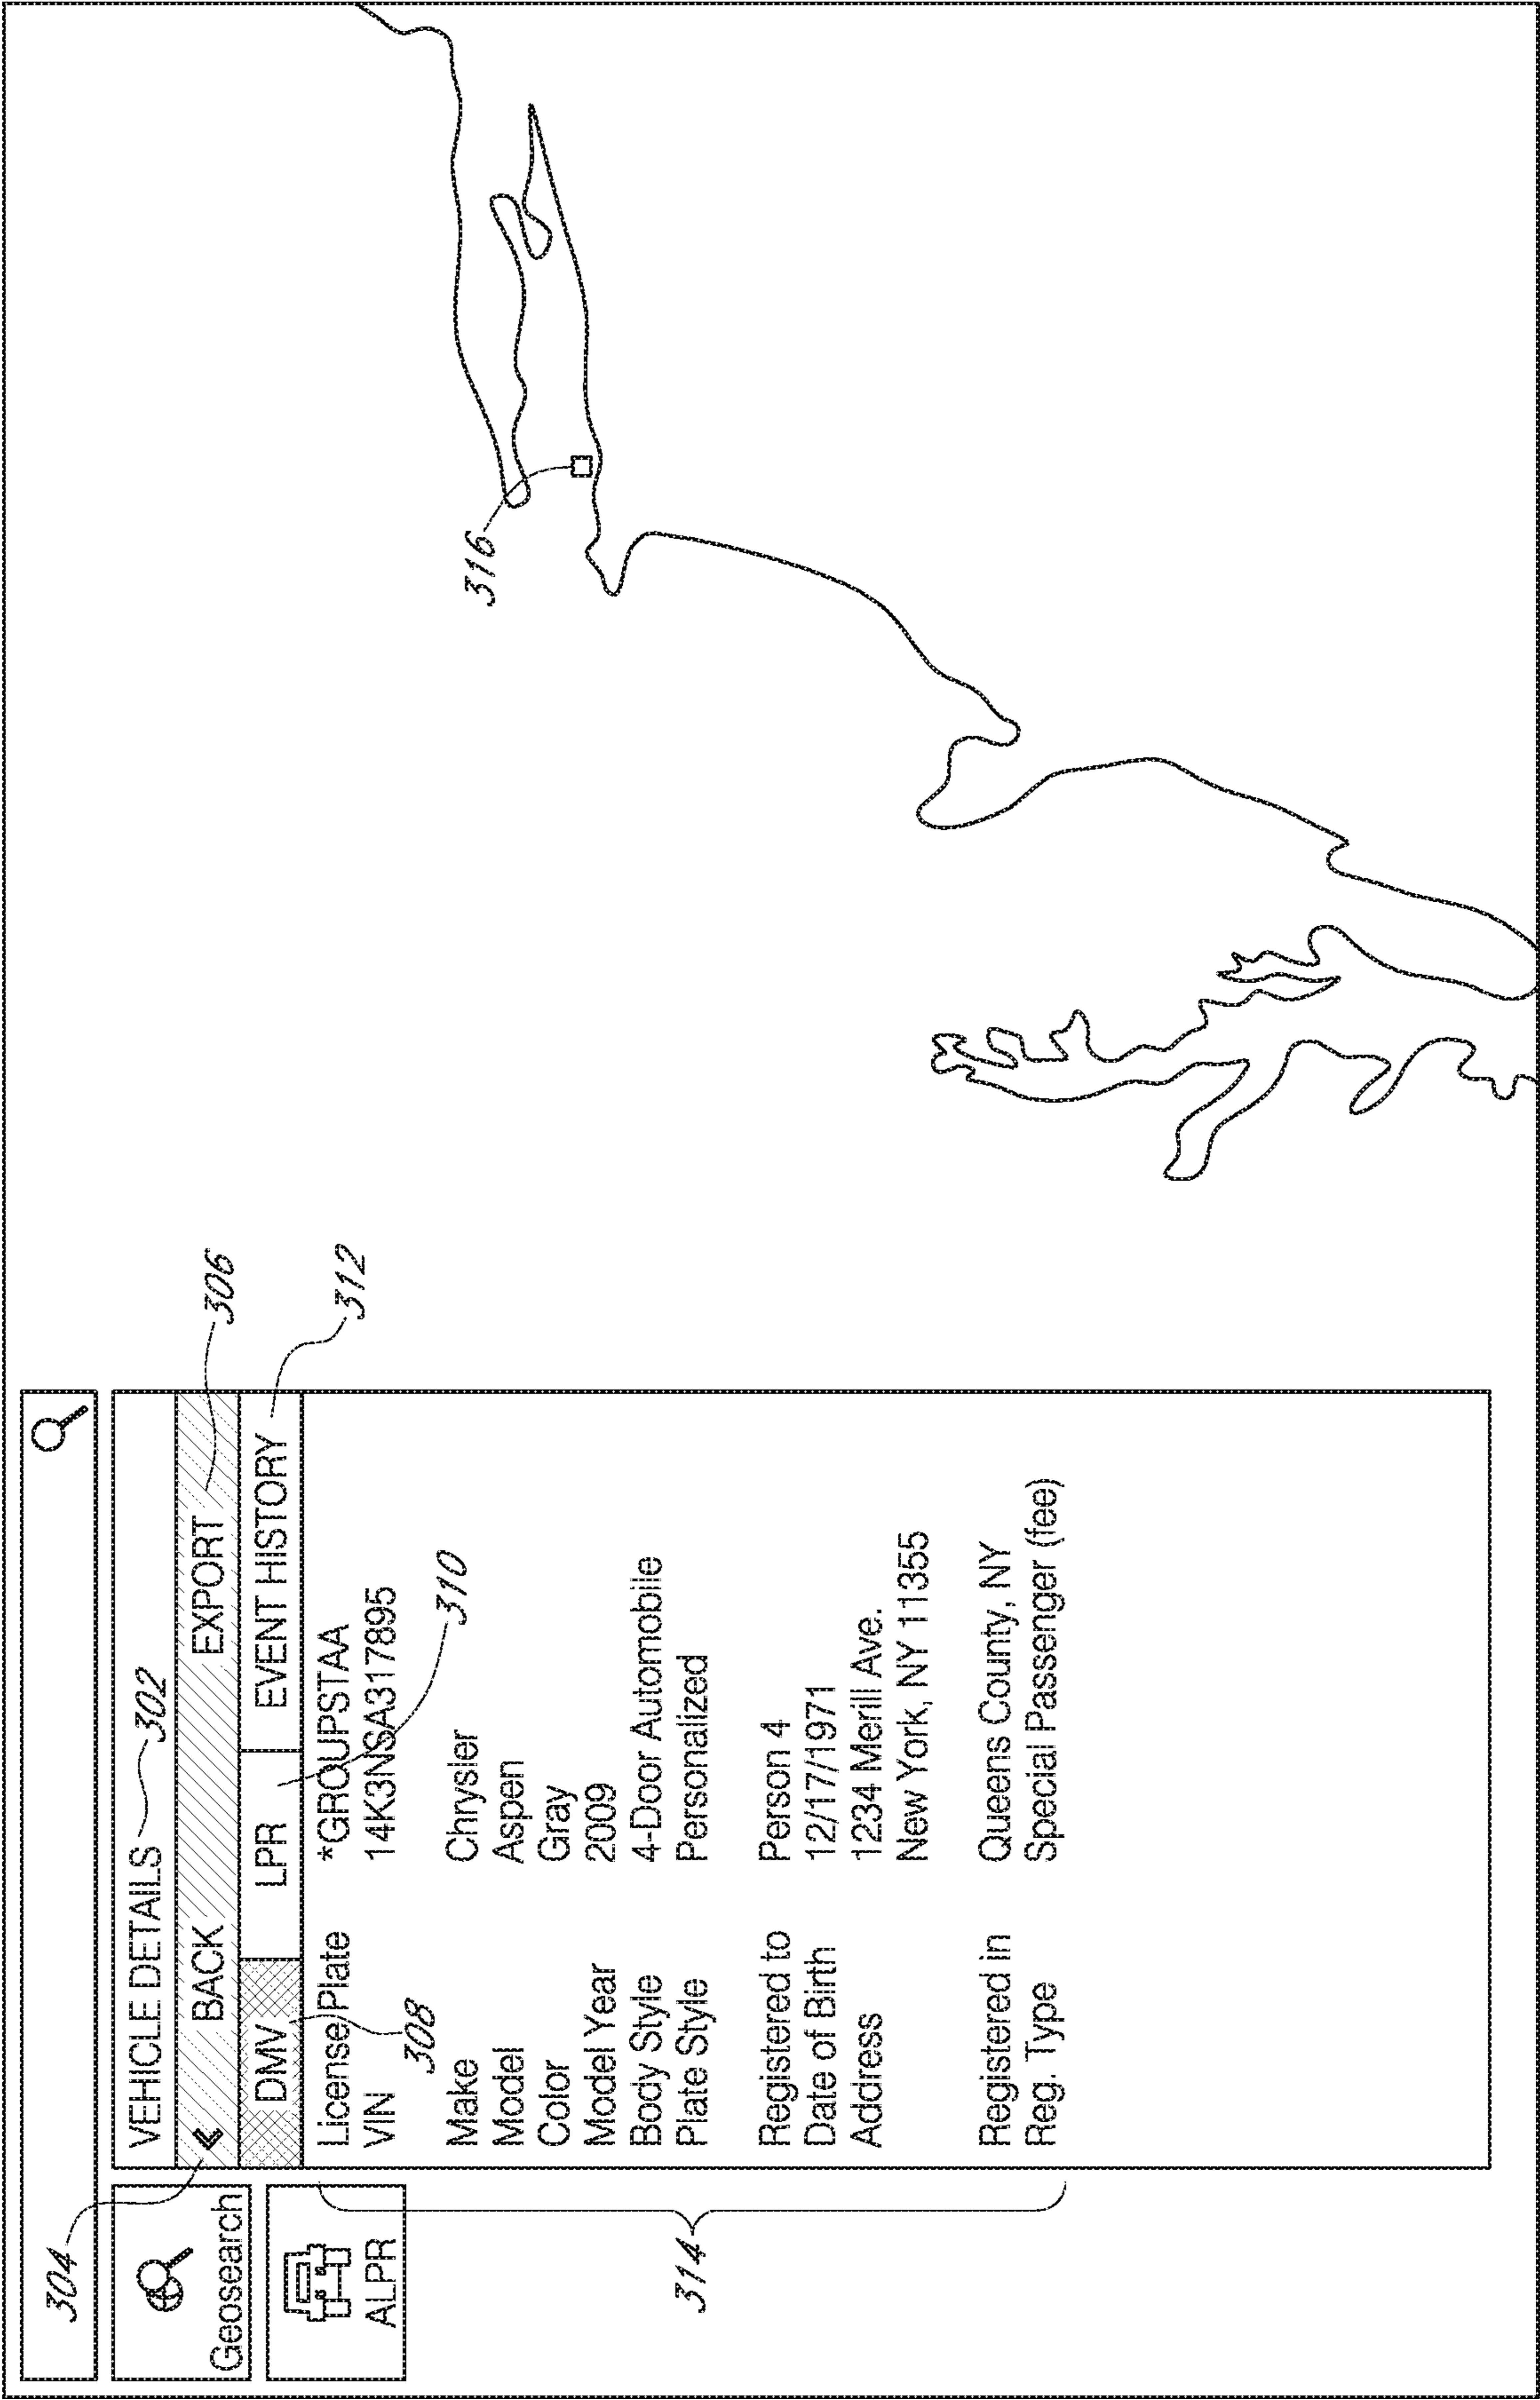 304
Geosearch
ALPR
VEHICLE DETAILS 302
BACK EXPORT 306
DMV LPR EVENT HISTORY 312
License Plate *GROUPSTAA
VIN 14K3NSA317895
308 310
Make Chrysler
Model Aspen
Color Gray
Model Year 2009
Body Style 4-Door Automobile
Plate Style Personalized
Registered to Person 4
Date of Birth 12/17/1971
Address 1234 Merill Ave.
New York, NY 11355
Registered in Queens County, NY
Reg. Type Special Passenger (fee)
314
316